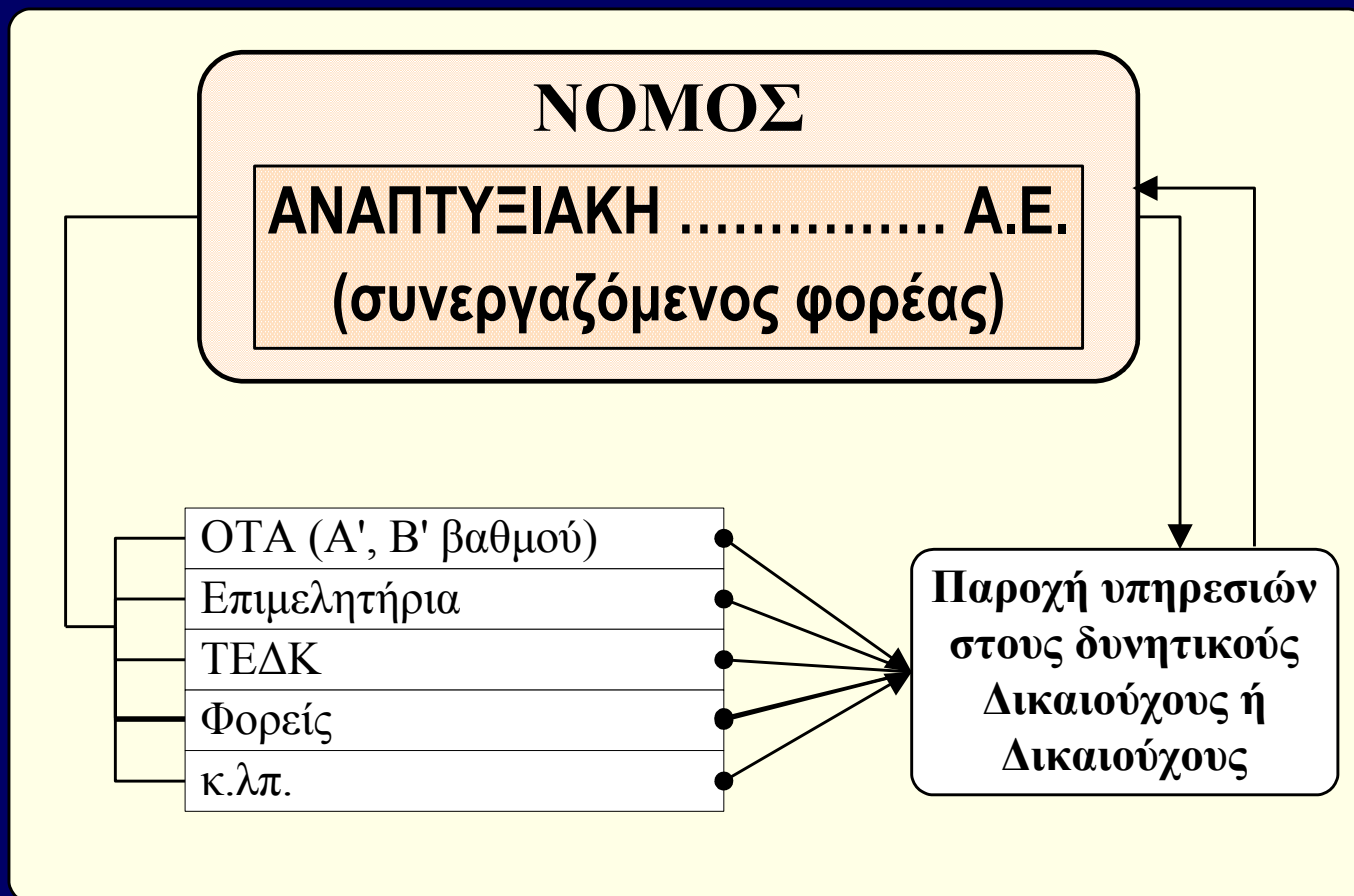 ΝΟΜΟΣ
ΑΝΑΠΤΥΞΙΑΚΗ ............... Α.Ε.
(συνεργαζόμενος φορέας)
ΟΤΑ (Α', Β' βαθμού)
Επιμελητήρια
ΤΕΔΚ
Φορείς
κ.λπ.
Παροχή υπηρεσιών
στους δυνητικούς
Δικαιούχους ή
Δικαιούχους